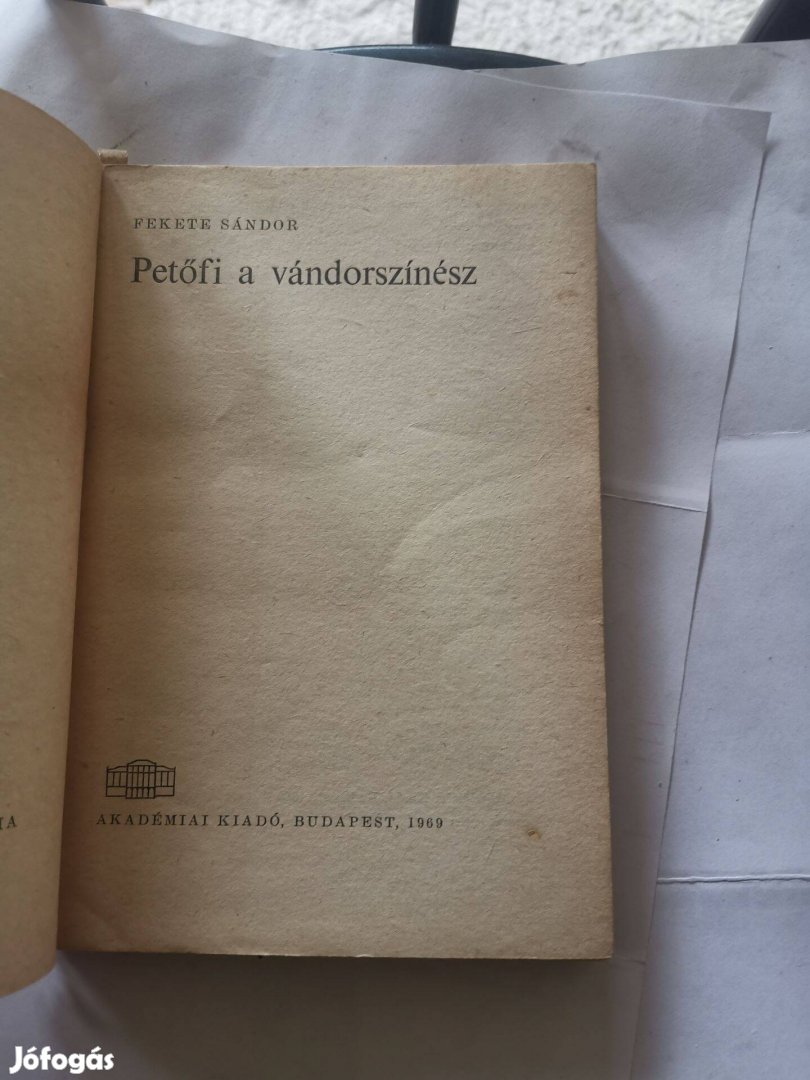 FEKETE SÁNDOR
Petőfi a vándorszínész
AKADÉMIAI KIADÓ, BUDAPEST, 1969
Jófogás